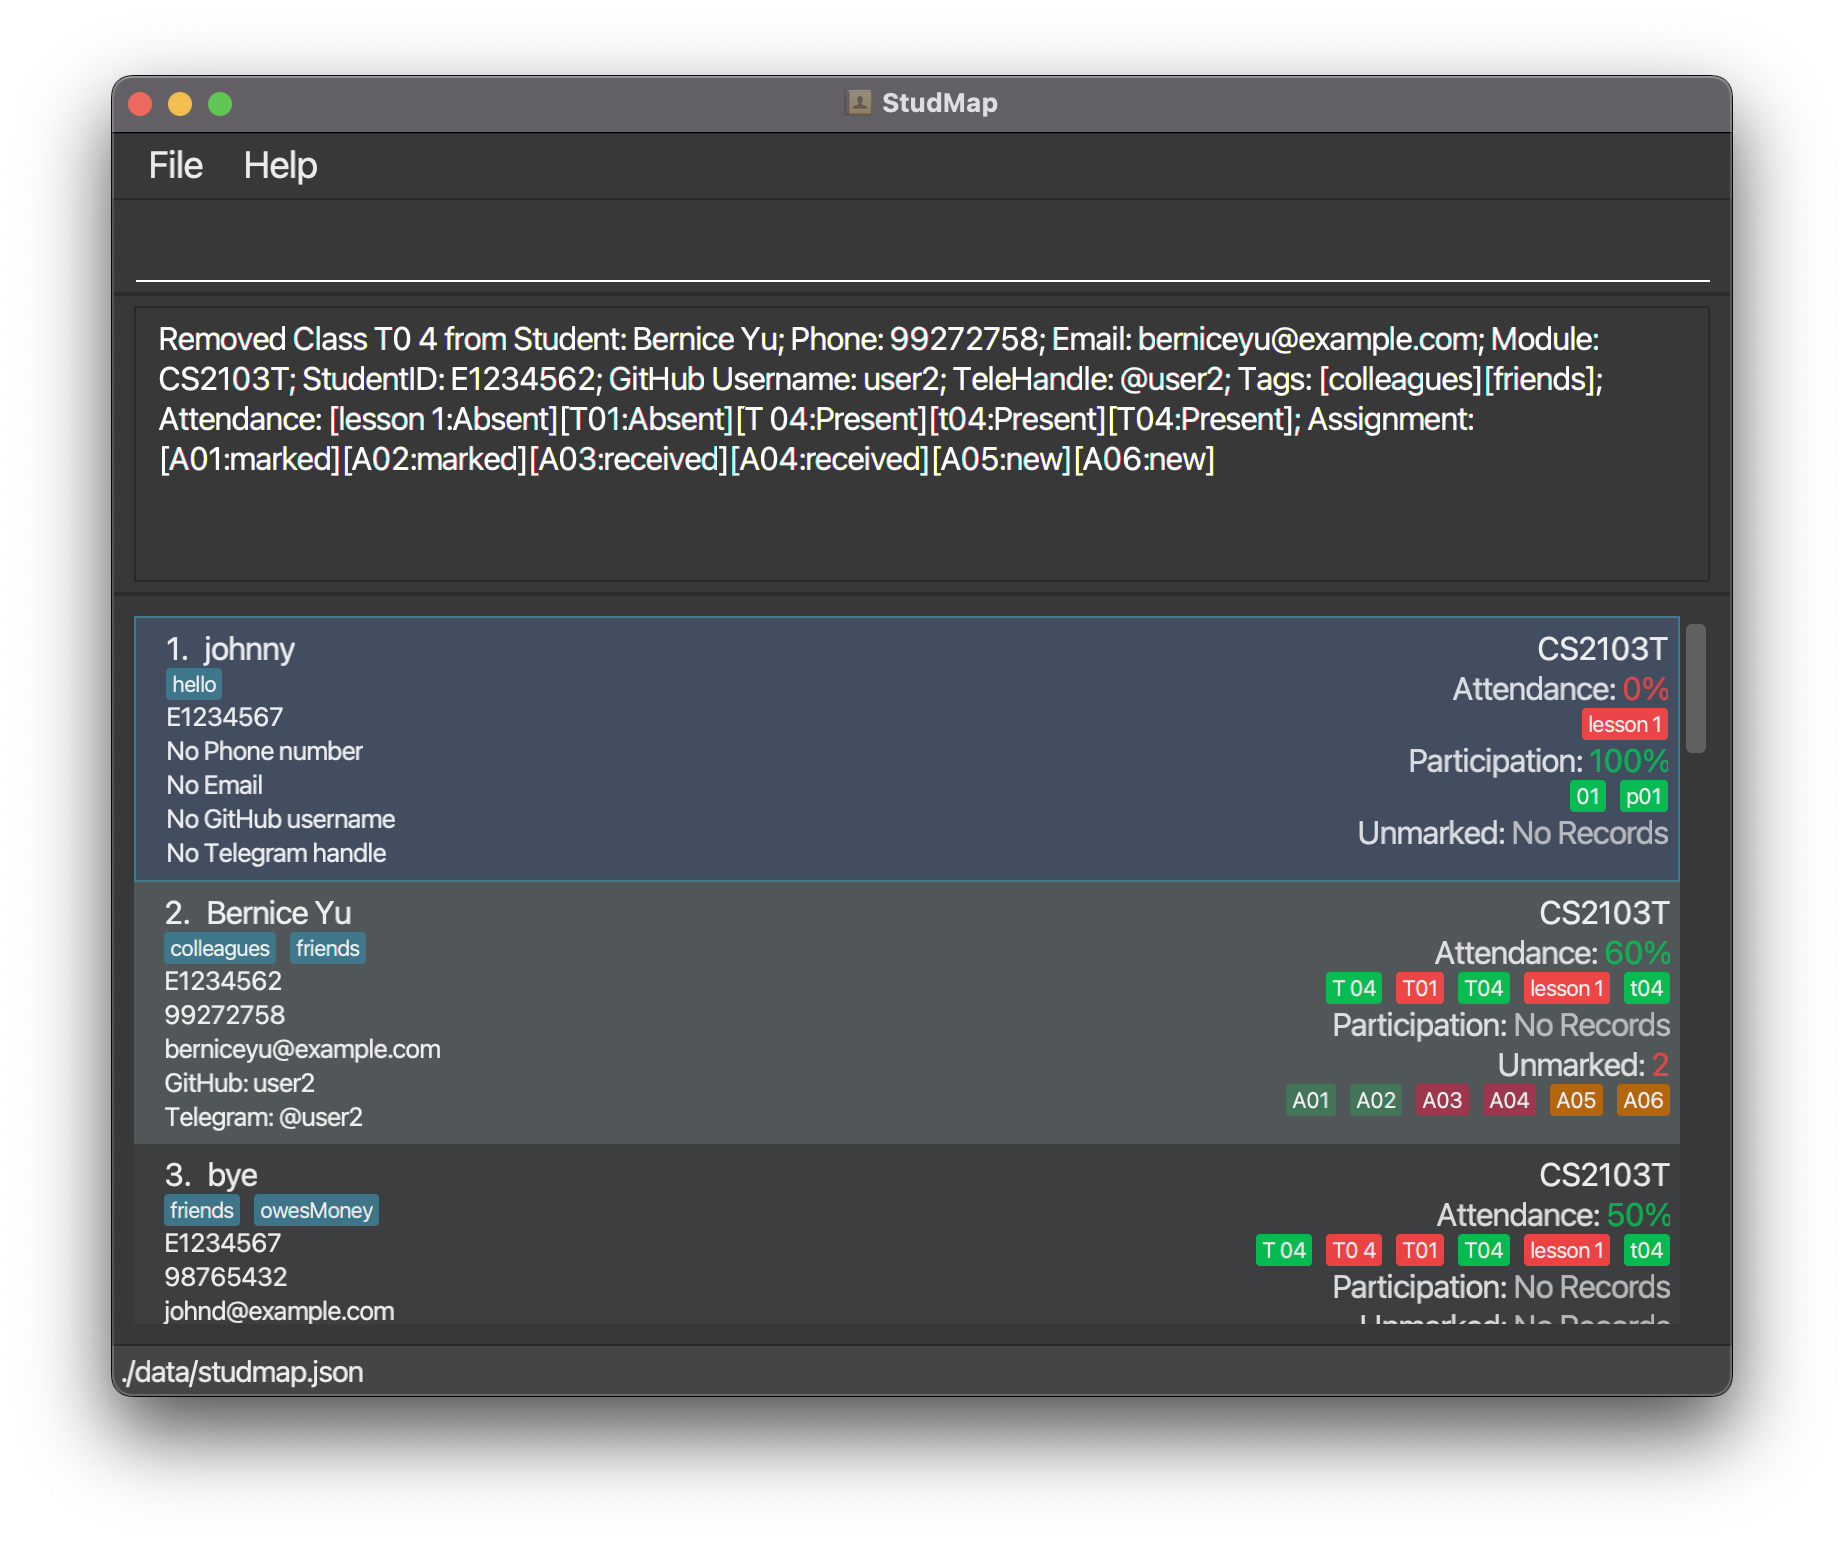 StudMap
File Help
Removed Class T0 4 from Student: Bernice Yu; Phone: 99272758; Email: berniceyu@example.com; Module:
CS2103T; StudentID: E1234562; GitHub Username: user2; TeleHandle: @user2; Tags: [colleagues][friends];
Attendance: [lesson 1:Absent][T01:Absent][T 04:Present][t04:Present][T04:Present]; Assignment:
[A01:marked][A02:marked][A03:received][A04:received][A05:new][A06:new]
1. johnny
hello
E1234567
No Phone number
No Email
No GitHub username
No Telegram handle
CS2103T
Attendance: 0%
lesson 1
Participation: 100%
01 p01
Unmarked: No Records
2. Bernice Yu
colleagues friends
E1234562
99272758
berniceyu@example.com
GitHub: user2
Telegram: @user2
CS2103T
Attendance: 60%
T 04 T01 T04 lesson 1 t04
Participation: No Records
Unmarked: 2
A01 A02 A03 A04 A05 A06
3. bye
friends owesMoney
E1234567
98765432
johnd@example.com
CS2103T
Attendance: 50%
T 04 T0 4 T01 T04 lesson 1 t04
Participation: No Records
Unmarked: No Records
./data/studmap.json